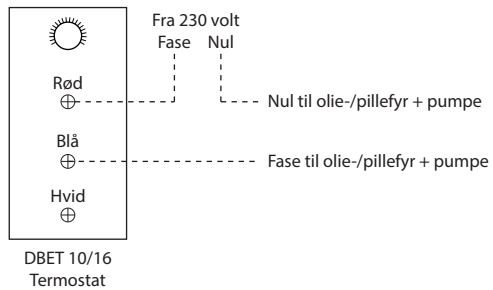 Fra 230 volt
Fase Nul
Rød
Nul til olie-/pillefyr + pumpe
Blå
Fase til olie-/pillefyr + pumpe
Hvid
DBET 10/16
Termostat